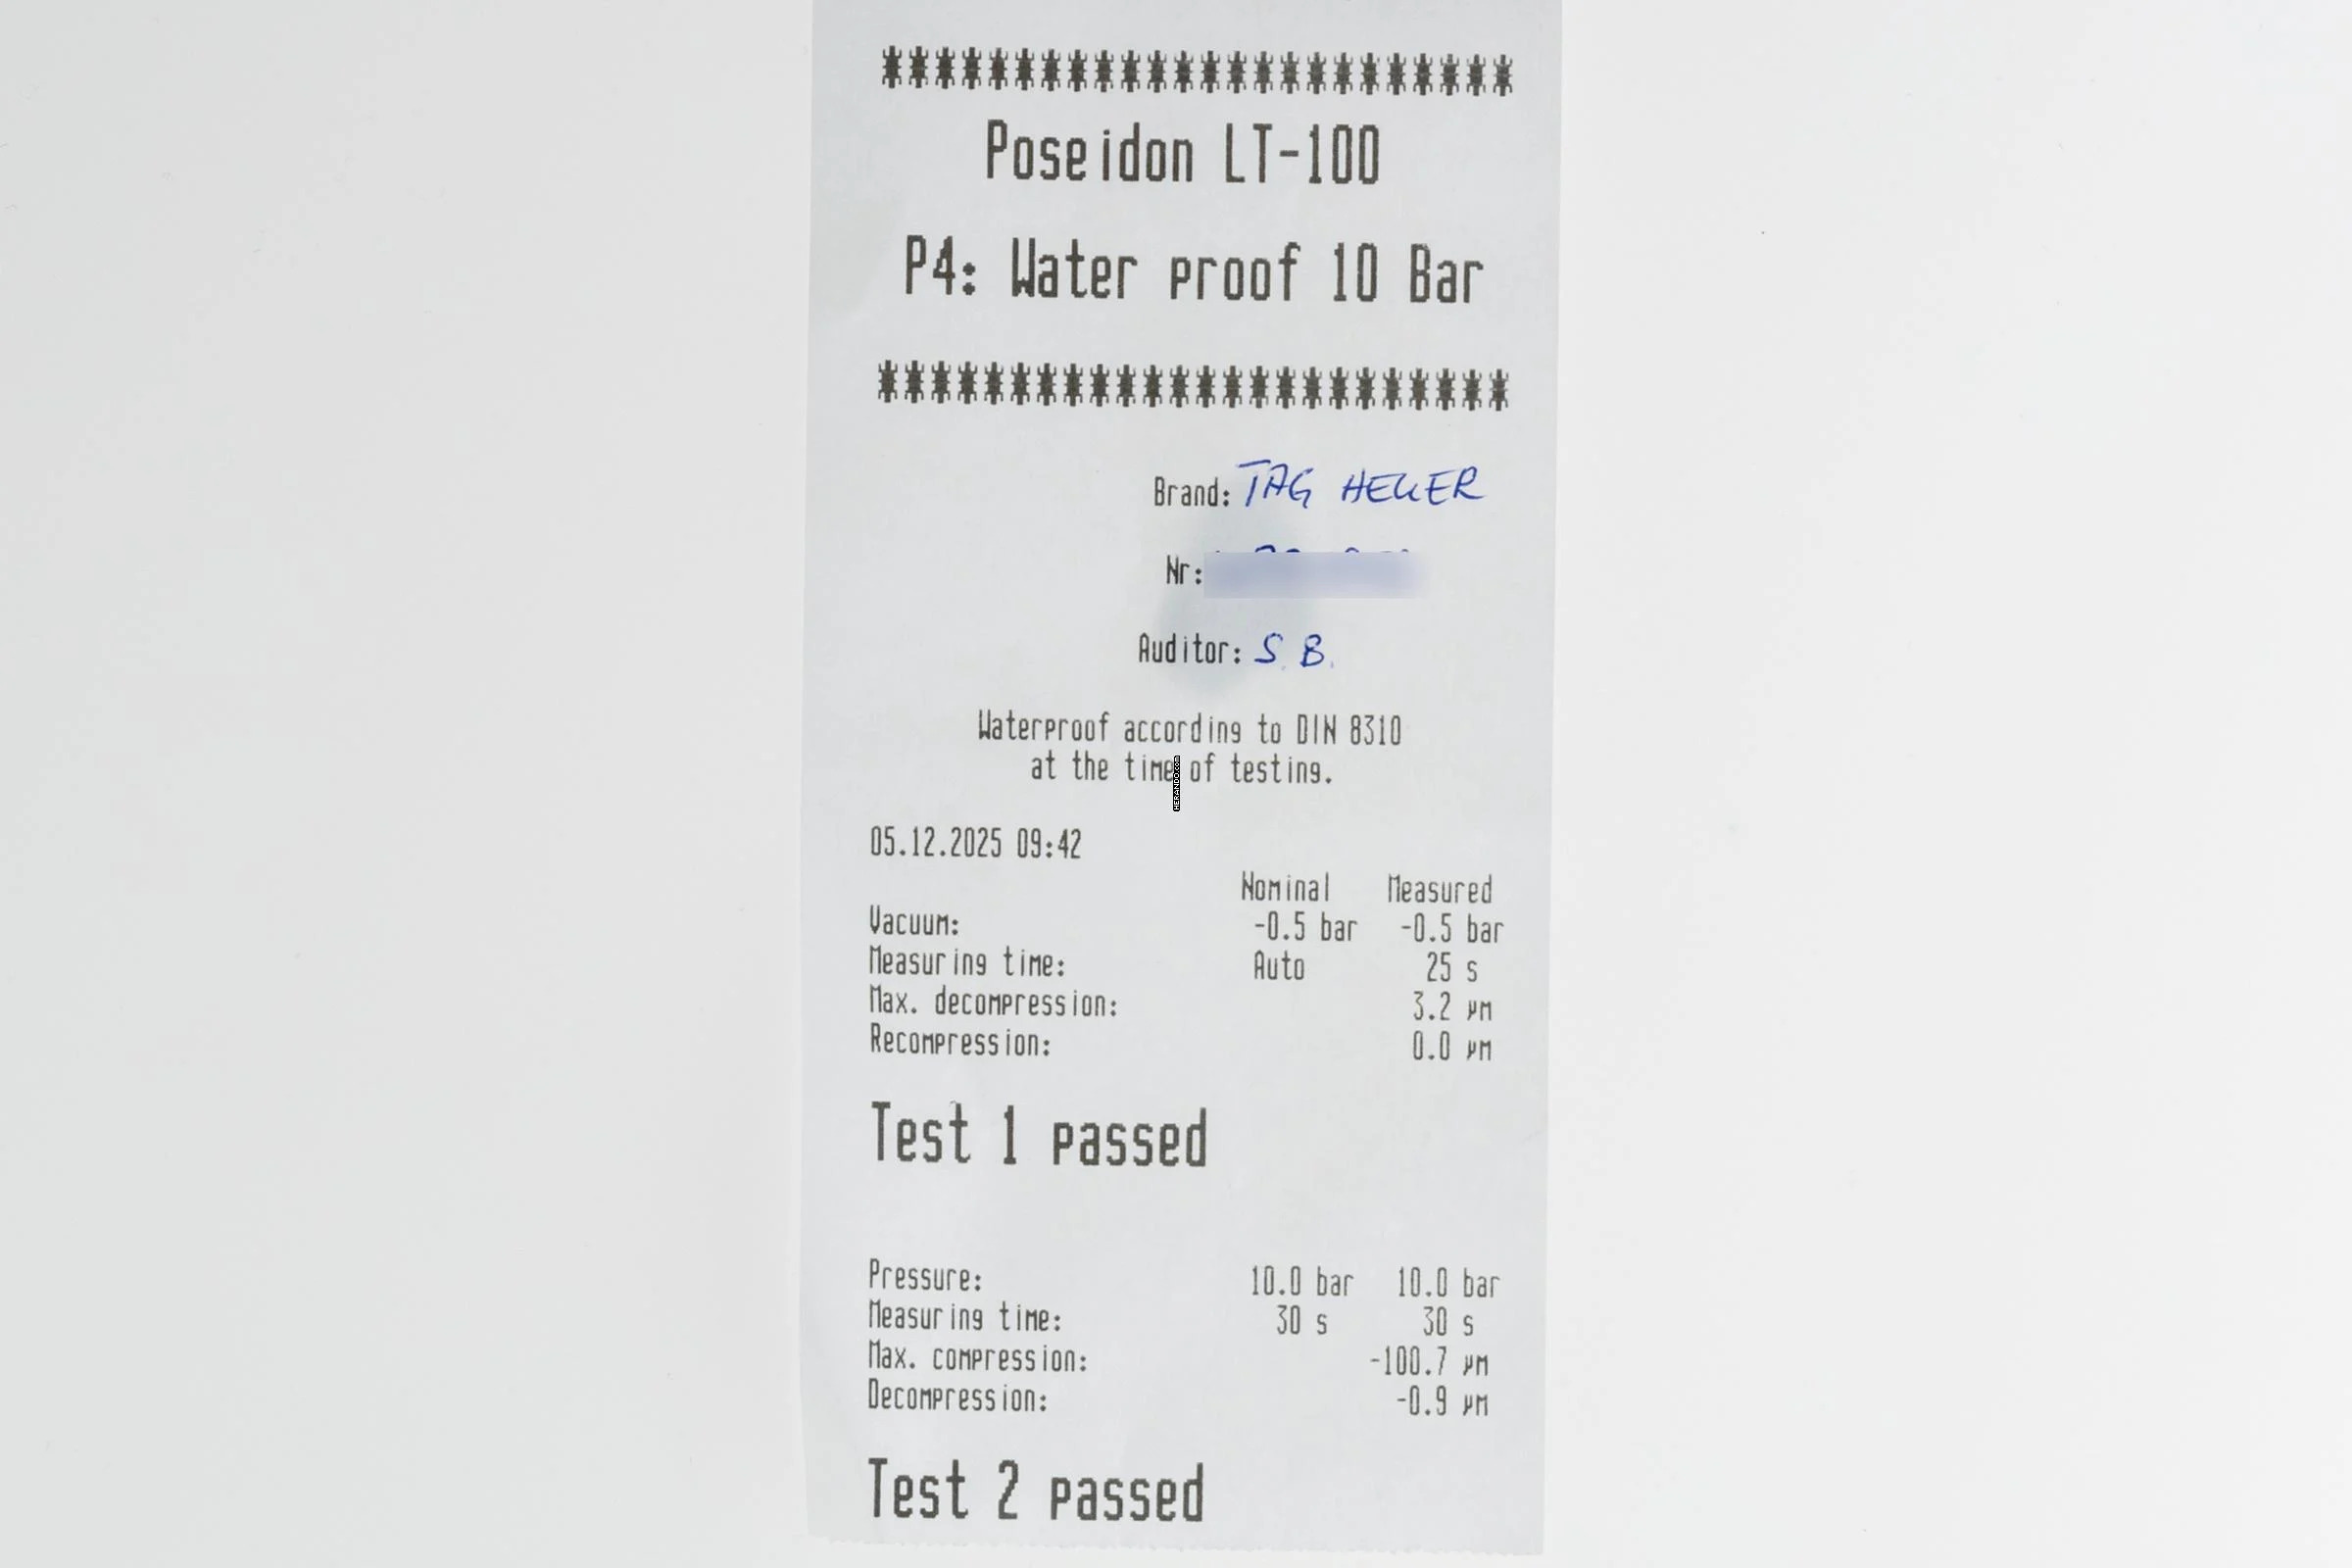 ************************
Poseidon LT-100
P4: Water proof 10 Bar
************************
Brand: TAG HEUER
Nr:
Auditor: S. B.
Waterproof according to DIN 8310
at the time of testing.
HERANDO.com
05.12.2025 09:42
Nominal Measured
Vacuum: -0.5 bar -0.5 bar
Measuring time: Auto 25 s
Max. decompression: 3.2 µm
Recompression: 0.0 µm
Test 1 passed
Pressure: 10.0 bar 10.0 bar
Measuring time: 30 s 30 s
Max. compression: -100.7 µm
Decompression: -0.9 µm
Test 2 passed